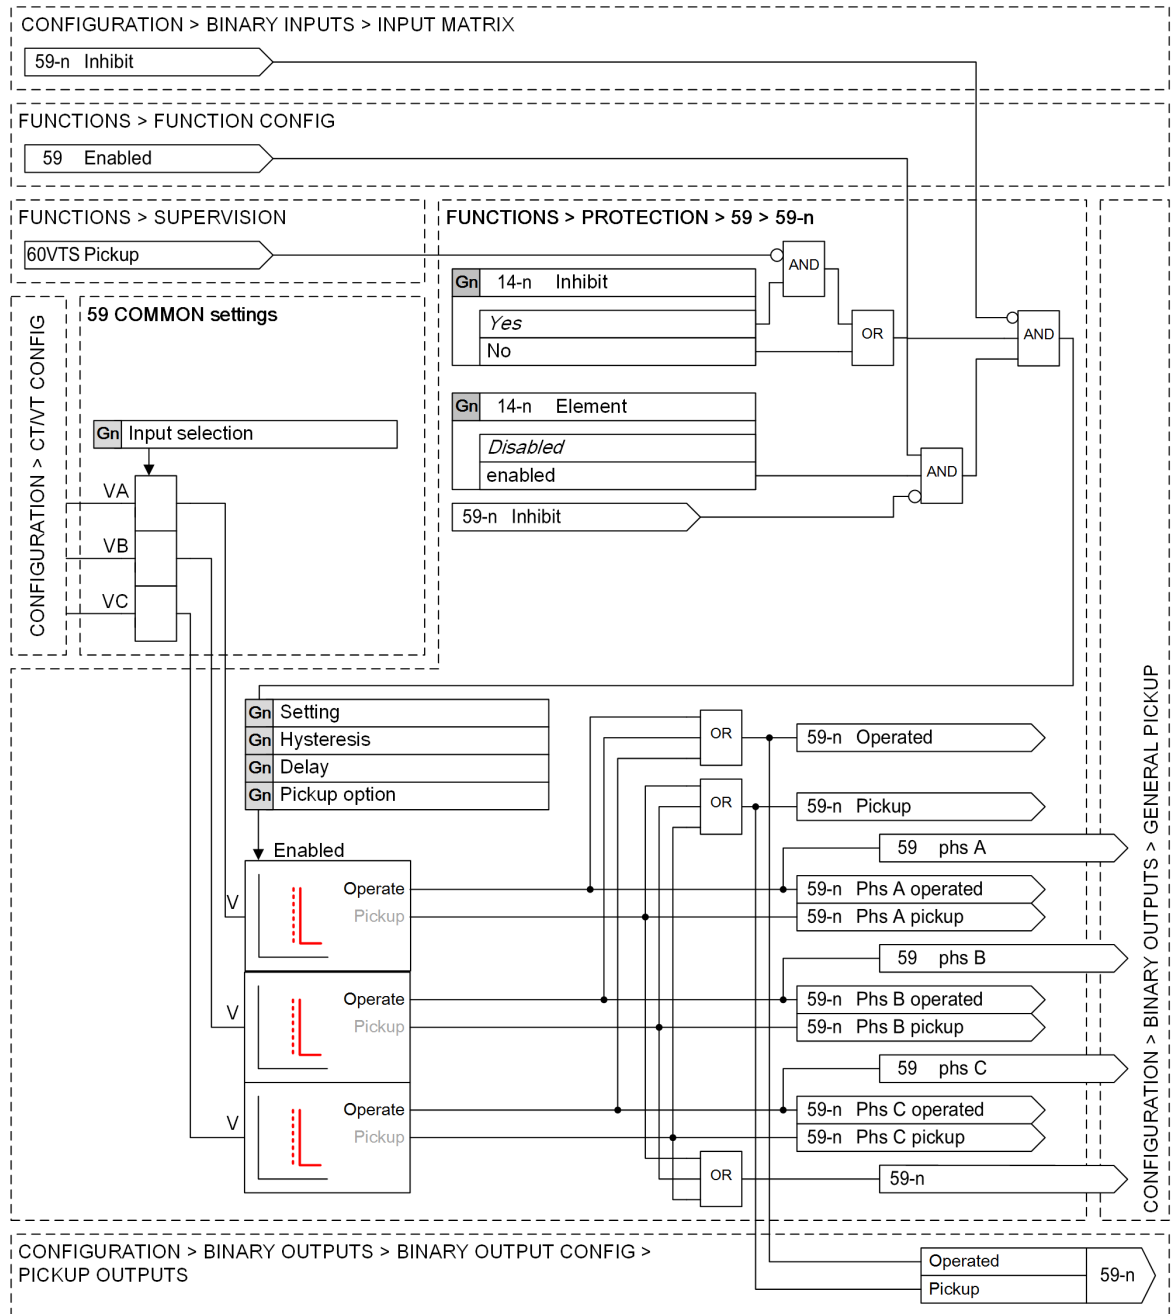 CONFIGURATION > BINARY INPUTS > INPUT MATRIX
59-n Inhibit
FUNCTIONS > FUNCTION CONFIG
59 Enabled
FUNCTIONS > SUPERVISION
60VTS Pickup
FUNCTIONS > PROTECTION > 59 > 59-n
AND
Gn 14-n Inhibit
Yes
No
OR
AND
Gn 14-n Element
Disabled
enabled
AND
59-n Inhibit
CONFIGURATION > CT/VT CONFIG
59 COMMON settings
Gn Input selection
VA
VB
VC
Gn Setting
Gn Hysteresis
Gn Delay
Gn Pickup option
Enabled
V
Operate
Pickup
V
Operate
Pickup
V
Operate
Pickup
OR
59-n Operated
OR
59-n Pickup
59 phs A
59-n Phs A operated
59-n Phs A pickup
59 phs B
59-n Phs B operated
59-n Phs B pickup
59 phs C
59-n Phs C operated
59-n Phs C pickup
OR
59-n
CONFIGURATION > BINARY OUTPUTS > GENERAL PICKUP
CONFIGURATION > BINARY OUTPUTS > BINARY OUTPUT CONFIG >
PICKUP OUTPUTS
Operated
Pickup
59-n